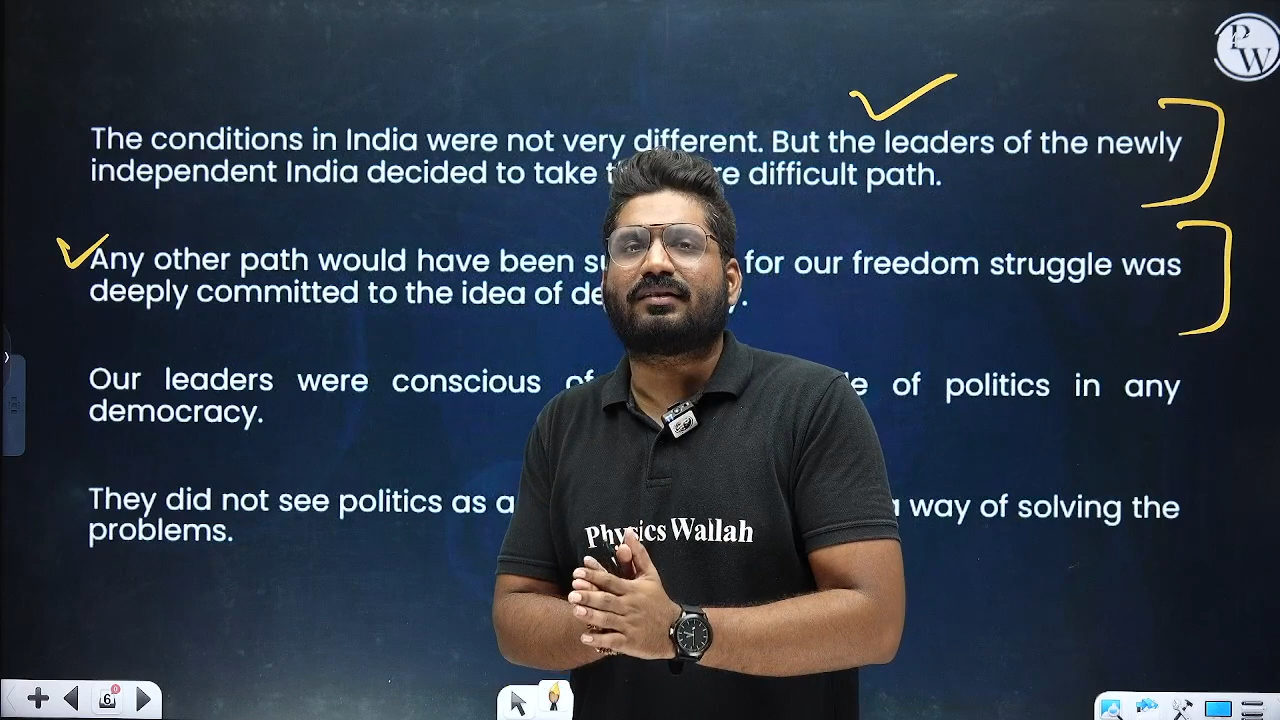 P
W
The conditions in India were not very different. But the leaders of the newly
independent India decided to take difficult path.
Any other path would have been for our freedom struggle was
deeply committed to the idea of
Our leaders were conscious of politics in any
democracy.
They did not see politics as a way of solving the
problems.
Physics Wallah
6